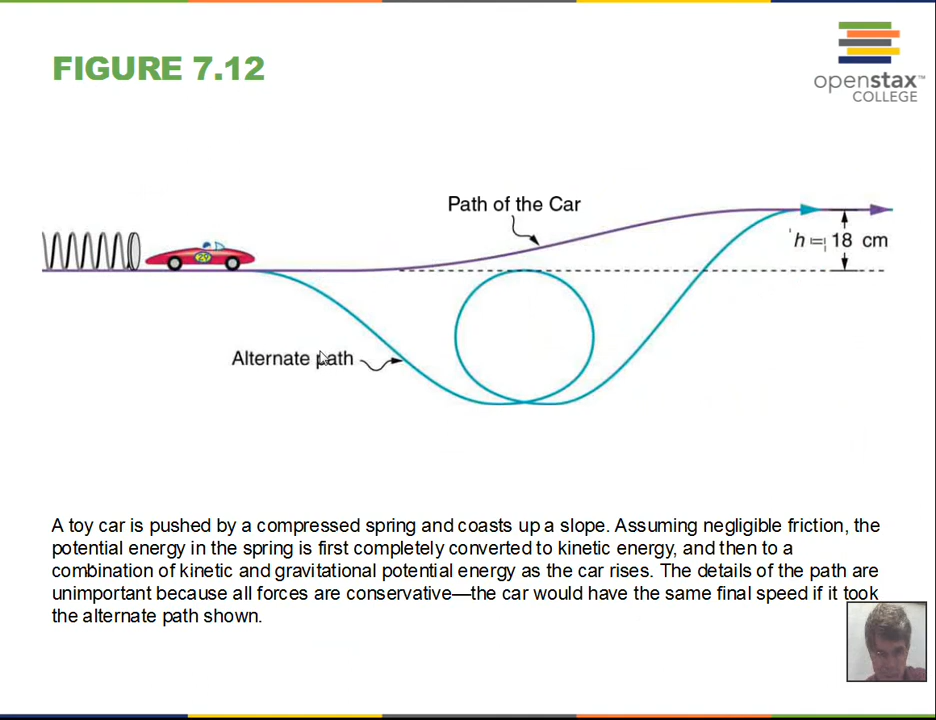 FIGURE 7.12
openstax™
COLLEGE
Path of the Car
h = 18 cm
29
Alternate path
A toy car is pushed by a compressed spring and coasts up a slope. Assuming negligible friction, the
potential energy in the spring is first completely converted to kinetic energy, and then to a
combination of kinetic and gravitational potential energy as the car rises. The details of the path are
unimportant because all forces are conservative—the car would have the same final speed if it took
the alternate path shown.